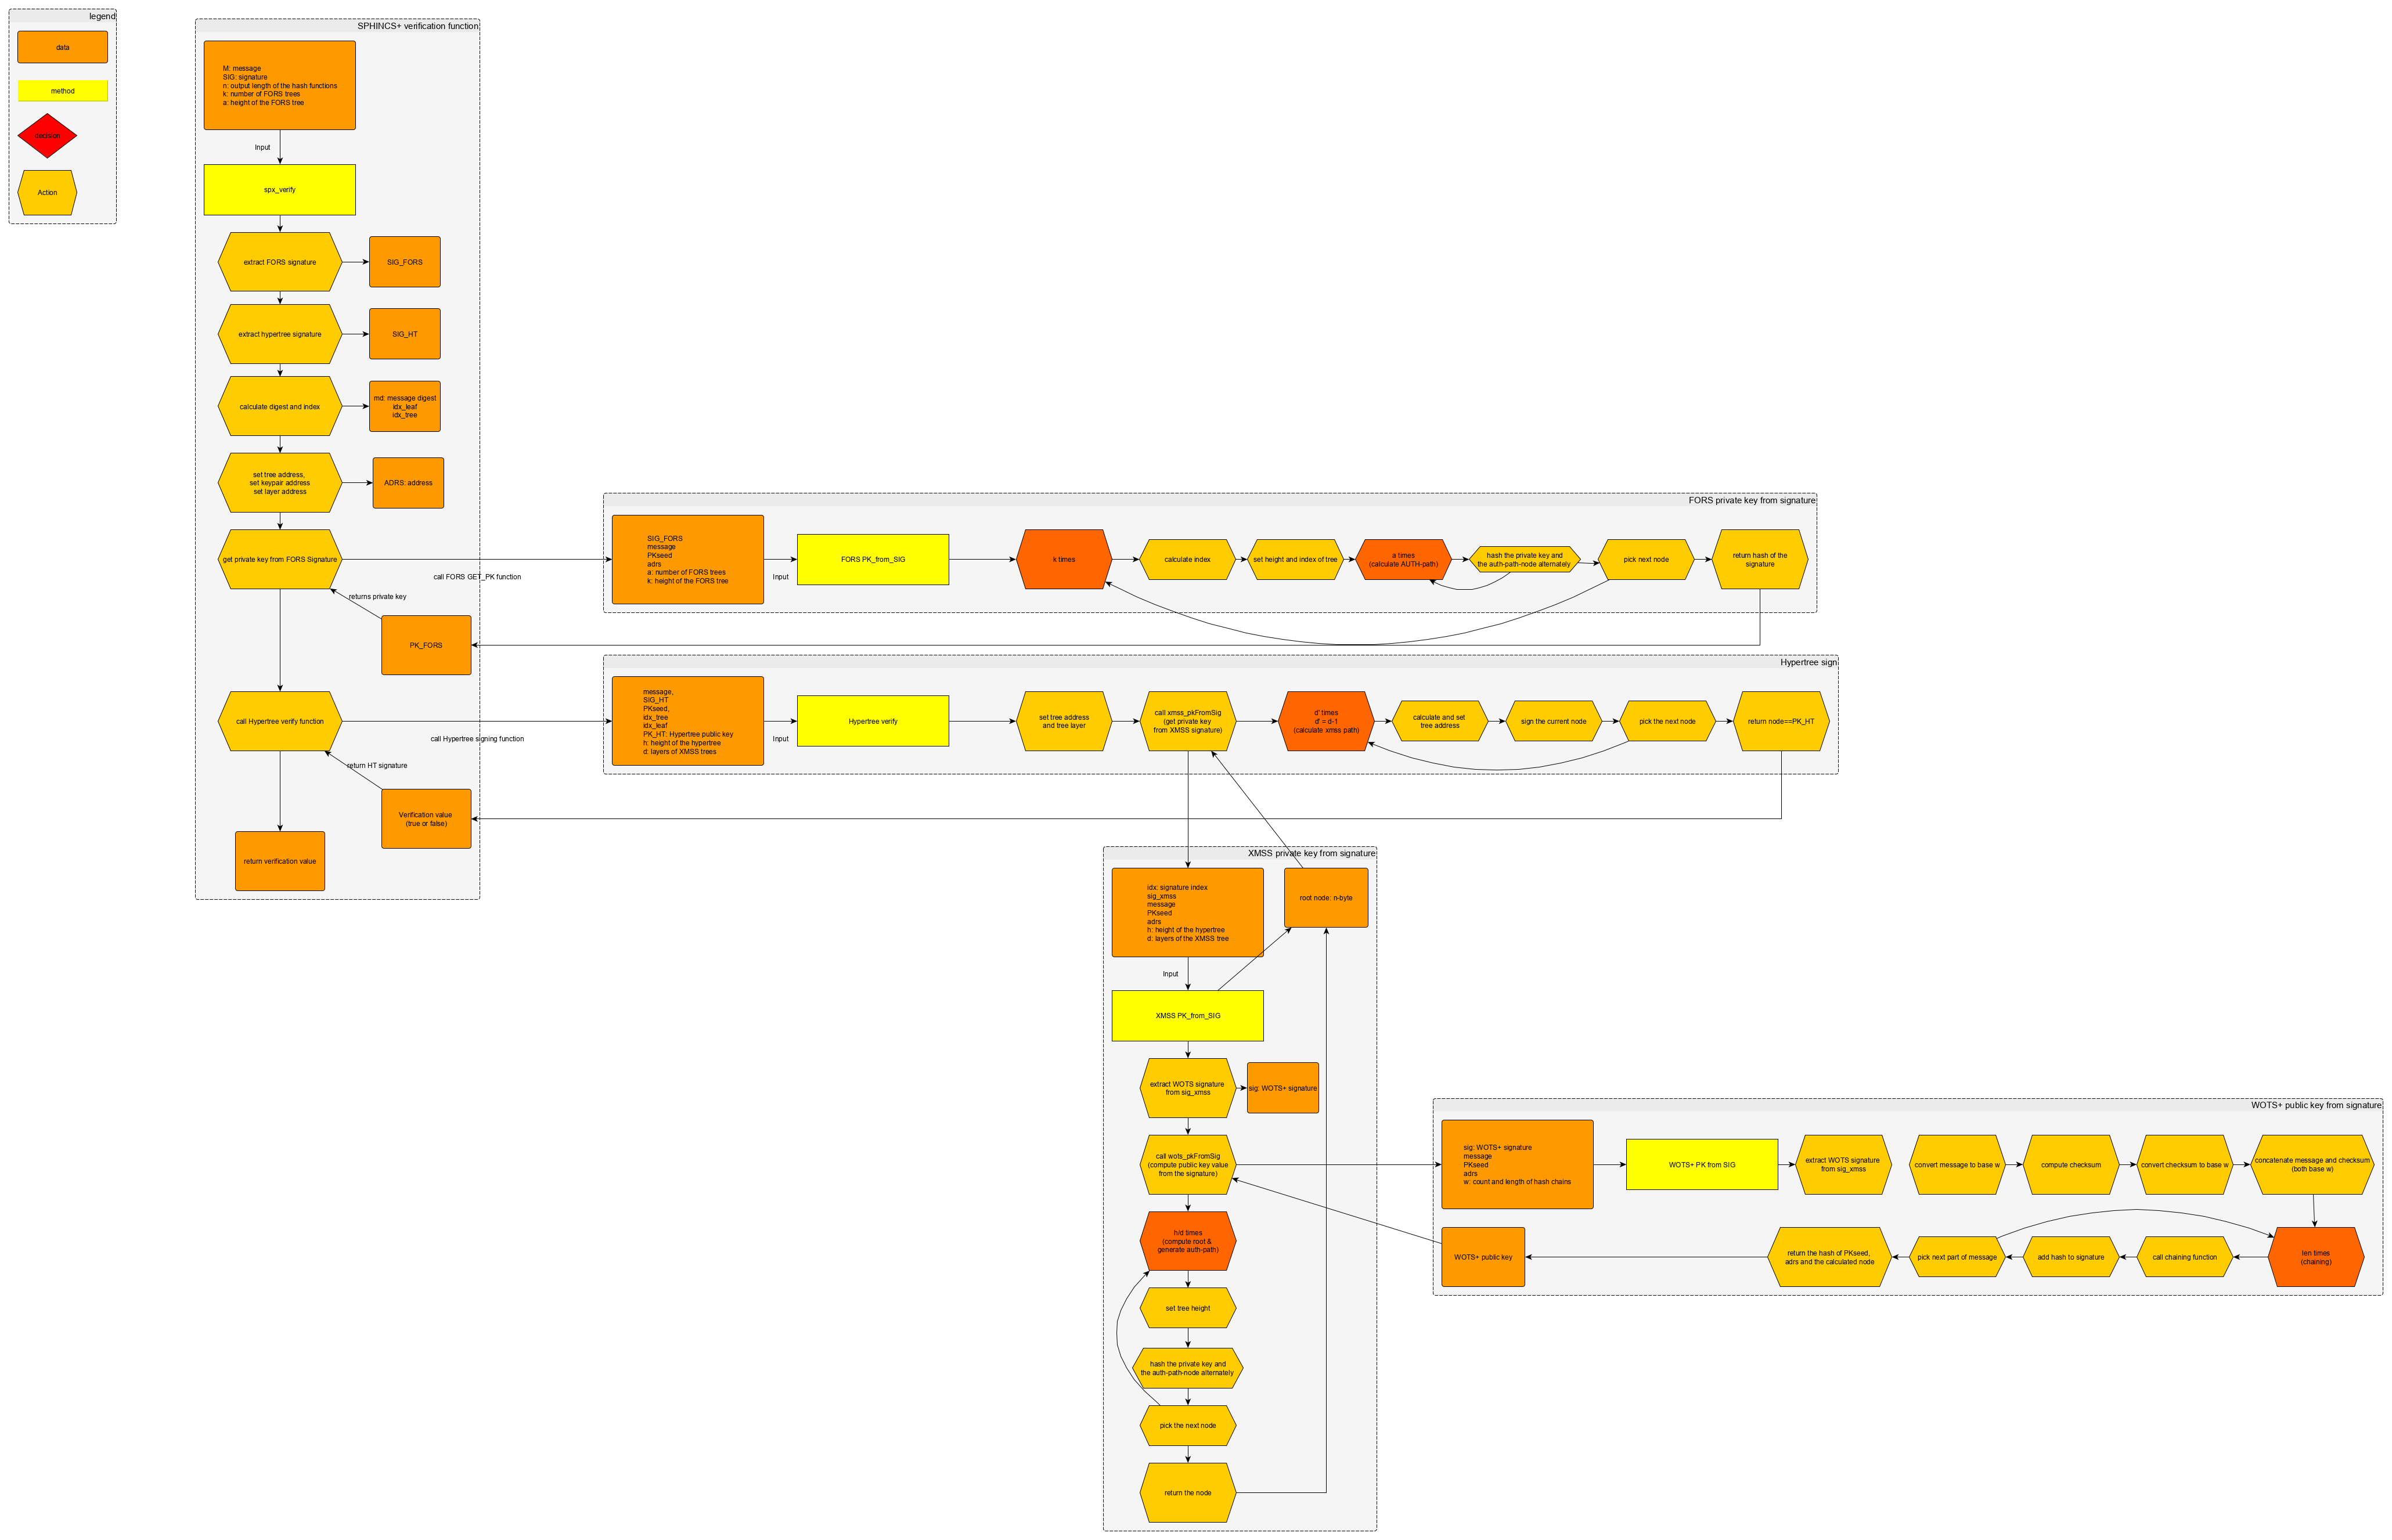 legend
data
method
decision
Action
SPHINCS+ verification function
M: message
SIG: signature
n: output length of the hash functions
k: number of FORS trees
a: height of the FORS tree
Input
spx_verify
extract FORS signature
SIG_FORS
extract hypertree signature
SIG_HT
calculate digest and index
md: message digest
idx_leaf
idx_tree
set tree address,
set keypair address
set layer address
ADRS: address
get private key from FORS Signature
call FORS GET_PK function
returns private key
PK_FORS
call Hypertree verify function
call Hypertree signing function
return HT signature
Verification value
(true or false)
return verification value
FORS private key from signature
SIG_FORS
message
PKseed
adrs
a: number of FORS trees
k: height of the FORS tree
Input
FORS PK_from_SIG
k times
calculate index
set height and index of tree
a times
(calculate AUTH-path)
hash the private key and
the auth-path-node alternately
pick next node
return hash of the
signature
Hypertree sign
message,
SIG_HT
PKseed,
idx_tree
idx_leaf
PK_HT: Hypertree public key
h: height of the hypertree
d: layers of XMSS trees
Input
Hypertree verify
set tree address
and tree layer
call xmss_pkFromSig
(get private key
from XMSS signature)
d' times
d' = d-1
(calculate xmss path)
calculate and set
tree address
sign the current node
pick the next node
return node==PK_HT
XMSS private key from signature
idx: signature index
sig_xmss
message
PKseed
adrs
h: height of the hypertree
d: layers of the XMSS tree
root node: n-byte
Input
XMSS PK_from_SIG
extract WOTS signature
from sig_xmss
sig: WOTS+ signature
call wots_pkFromSig
(compute public key value
from the signature)
h/d times
(compute root &
generate auth-path)
set tree height
hash the private key and
the auth-path-node alternately
pick the next node
return the node
WOTS+ public key from signature
sig: WOTS+ signature
message
PKseed
adrs
w: count and length of hash chains
WOTS+ PK from SIG
extract WOTS signature
from sig_xmss
convert message to base w
compute checksum
convert checksum to base w
concatenate message and checksum
(both base w)
WOTS+ public key
return the hash of PKseed,
adrs and the calculated node
pick next part of message
add hash to signature
call chaining function
len times
(chaining)